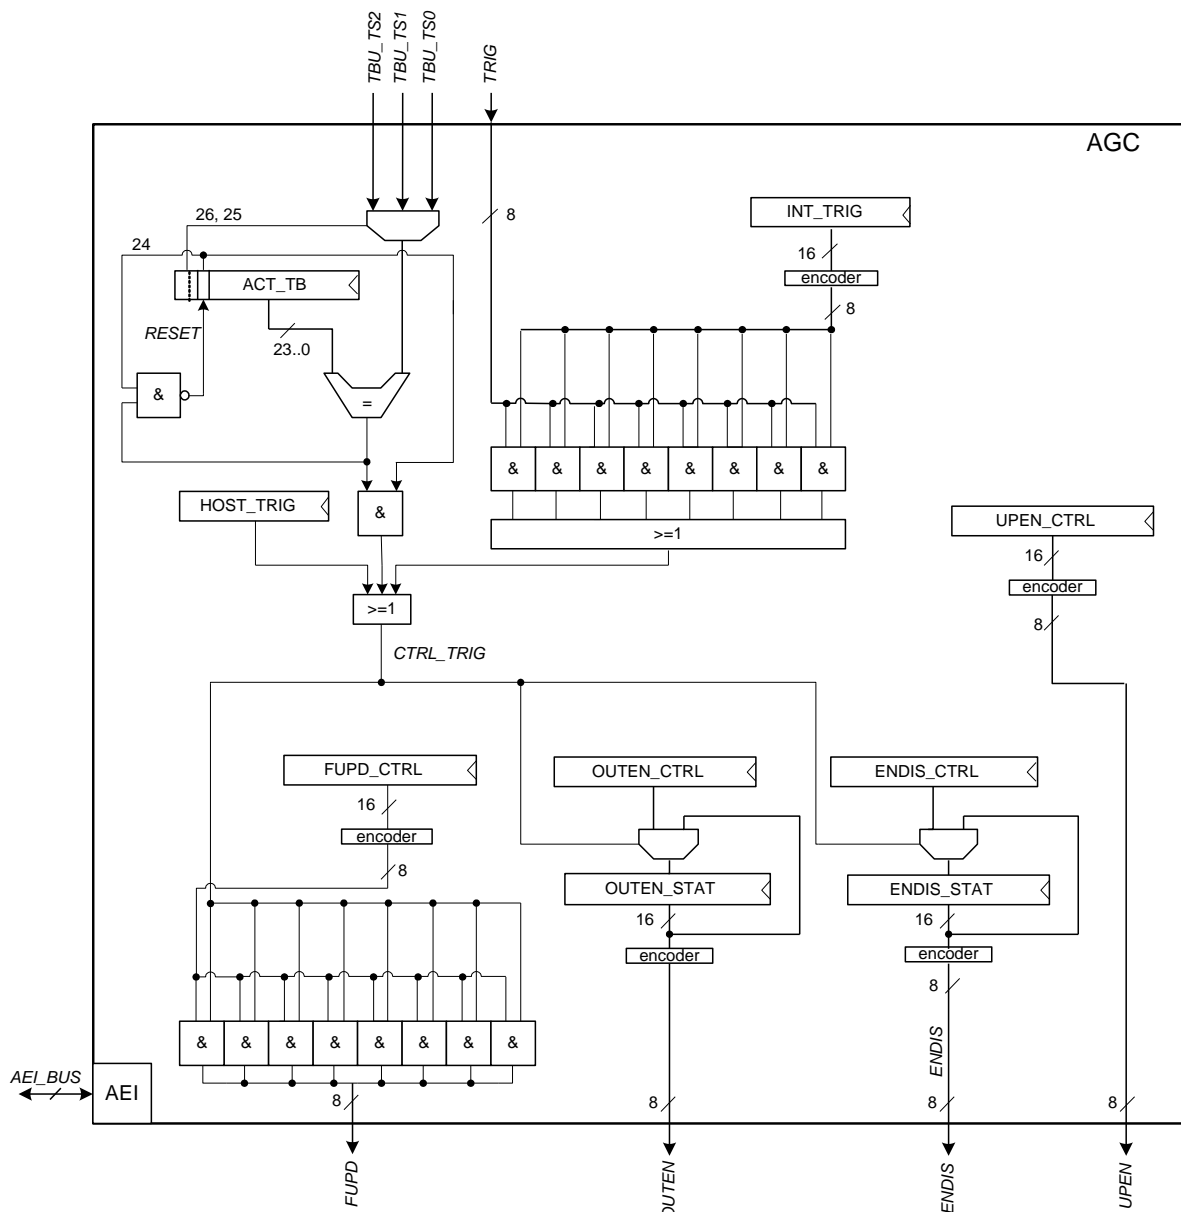 TBU_TS2
TBU_TS1
TBU_TS0
TRIG
AGC
INT_TRIG
26, 25
8
24
16
encoder
ACT_TB
8
RESET
23..0
&
=
& & & & & & & &
HOST_TRIG
&
UPEN_CTRL
>=1
16
encoder
>=1
8
CTRL_TRIG
FUPD_CTRL
OUTEN_CTRL
ENDIS_CTRL
16
encoder
8
OUTEN_STAT
ENDIS_STAT
16
16
encoder
encoder
8
& & & & & & & &
ENDIS
AEI_BUS
AEI
8
8
8
8
FUPD
OUTEN
ENDIS
UPEN